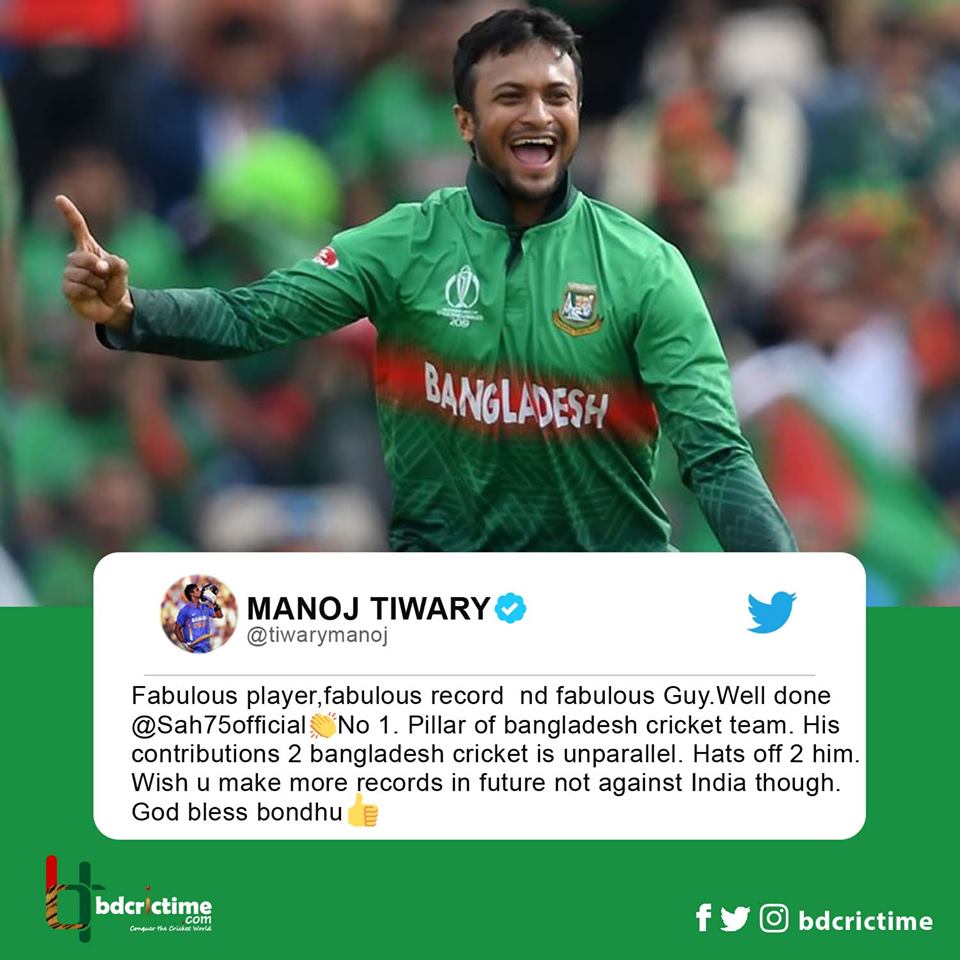 2019
BANGLADESH
MANOJ TIWARY
@tiwarymanoj
Fabulous player,fabulous record nd fabulous Guy.Well done
@Sah75official👏No 1. Pillar of bangladesh cricket team. His
contributions 2 bangladesh cricket is unparallel. Hats off 2 him.
Wish u make more records in future not against India though.
God bless bondhu👍
bdcrictime
.com
Conquer the Cricket World
bdcrictime